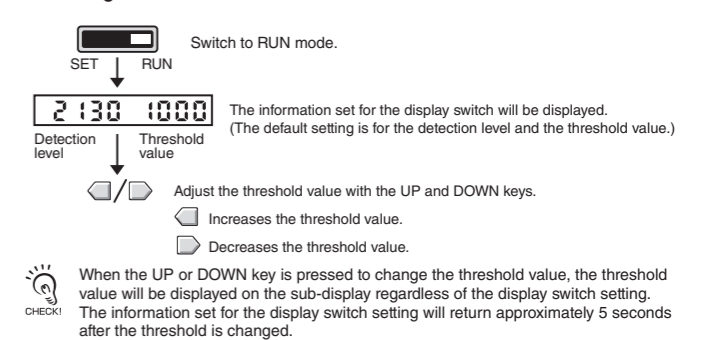 Switch to RUN mode.
SET RUN
2130 1000
The information set for the display switch will be displayed.
(The default setting is for the detection level and the threshold value.)
Detection level
Threshold value
/
Adjust the threshold value with the UP and DOWN keys.
Increases the threshold value.
Decreases the threshold value.
CHECK!
When the UP or DOWN key is pressed to change the threshold value, the threshold
value will be displayed on the sub-display regardless of the display switch setting.
The information set for the display switch setting will return approximately 5 seconds
after the threshold is changed.